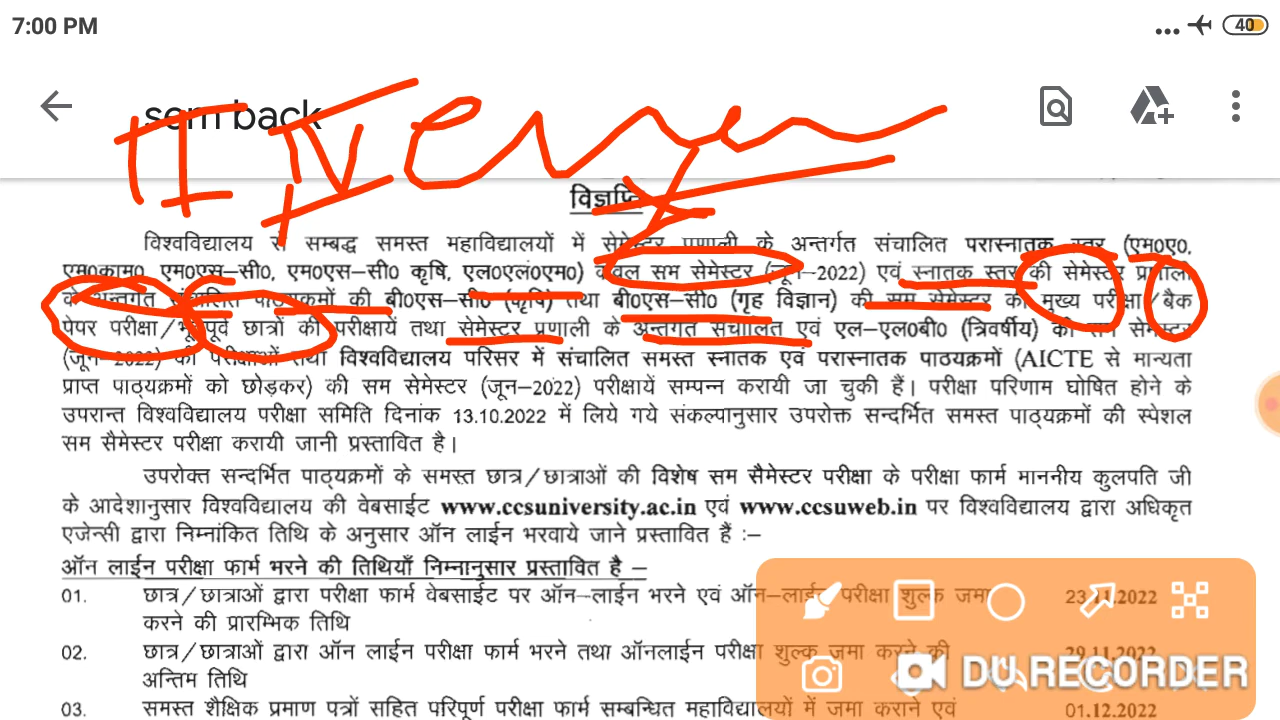 7:00 PM
40
sem back
II IV
विज्ञप्ति
विश्वविद्यालय से सम्बद्ध समस्त महाविद्यालयों में सेमेस्टर प्रणाली के अन्तर्गत संचालित परास्नातक स्तर (एम0ए0,
एम0काम0, एम0एस–सी0, एम0एस–सी0 कृषि, एल0एल0एम0) केवल सम सेमेस्टर (जून–2022) एवं स्नातक स्तर की सेमेस्टर प्रणाली
के अन्तर्गत संचालित पाठ्यक्रमों की बी0एस–सी0 (कृषि) तथा बी0एस–सी0 (गृह विज्ञान) की सम सेमेस्टर की मुख्य परीक्षा/बैक
पेपर परीक्षा/भूतपूर्व छात्रों की परीक्षायें तथा सेमेस्टर प्रणाली के अन्तर्गत संचालित एवं एल–एल0बी0 (त्रिवर्षीय) की सम सेमेस्टर
(जून–2022) की परीक्षाओं तथा विश्वविद्यालय परिसर में संचालित समस्त स्नातक एवं परास्नातक पाठ्यक्रमों (AICTE से मान्यता
प्राप्त पाठ्यक्रमों को छोड़कर) की सम सेमेस्टर (जून–2022) परीक्षायें सम्पन्न करायी जा चुकी हैं। परीक्षा परिणाम घोषित होने के
उपरान्त विश्वविद्यालय परीक्षा समिति दिनांक 13.10.2022 में लिये गये संकल्पानुसार उपरोक्त सन्दर्भित समस्त पाठ्यक्रमों की स्पेशल
सम सैमेस्टर परीक्षा करायी जानी प्रस्तावित है।
उपरोक्त सन्दर्भित पाठ्यक्रमों के समस्त छात्र/छात्राओं की विशेष सम सैमेस्टर परीक्षा के परीक्षा फार्म माननीय कुलपति जी
के आदेशानुसार विश्वविद्यालय की वेबसाईट www.ccsuniversity.ac.in एवं www.ccsuweb.in पर विश्वविद्यालय द्वारा अधिकृत
एजेन्सी द्वारा निम्नांकित तिथि के अनुसार ऑन लाईन भरवाये जाने प्रस्तावित हैं :–
ऑन लाईन परीक्षा फार्म भरने की तिथियाँ निम्नानुसार प्रस्तावित है –
01. छात्र/छात्राओं द्वारा परीक्षा फार्म वेबसाईट पर ऑन–लाईन भरने एवं ऑन–लाईन परीक्षा शुल्क जमा 23.11.2022
करने की प्रारम्भिक तिथि
02. छात्र/छात्राओं द्वारा ऑन लाईन परीक्षा फार्म भरने तथा ऑनलाईन परीक्षा शुल्क जमा करने की 29.11.2022
अन्तिम तिथि
DU RECORDER
03. समस्त शैक्षिक प्रमाण पत्रों सहित परिपूर्ण परीक्षा फार्म सम्बन्धित महाविद्यालयों में जमा कराने एवं 01.12.2022